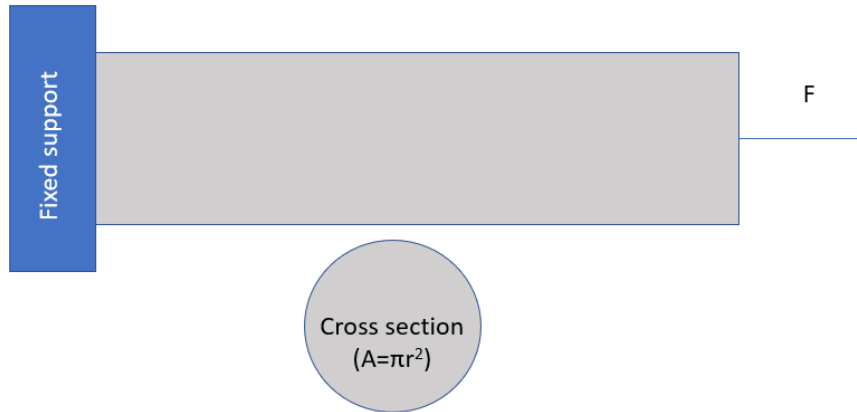 Fixed support
F
Cross section
(A=πr²)